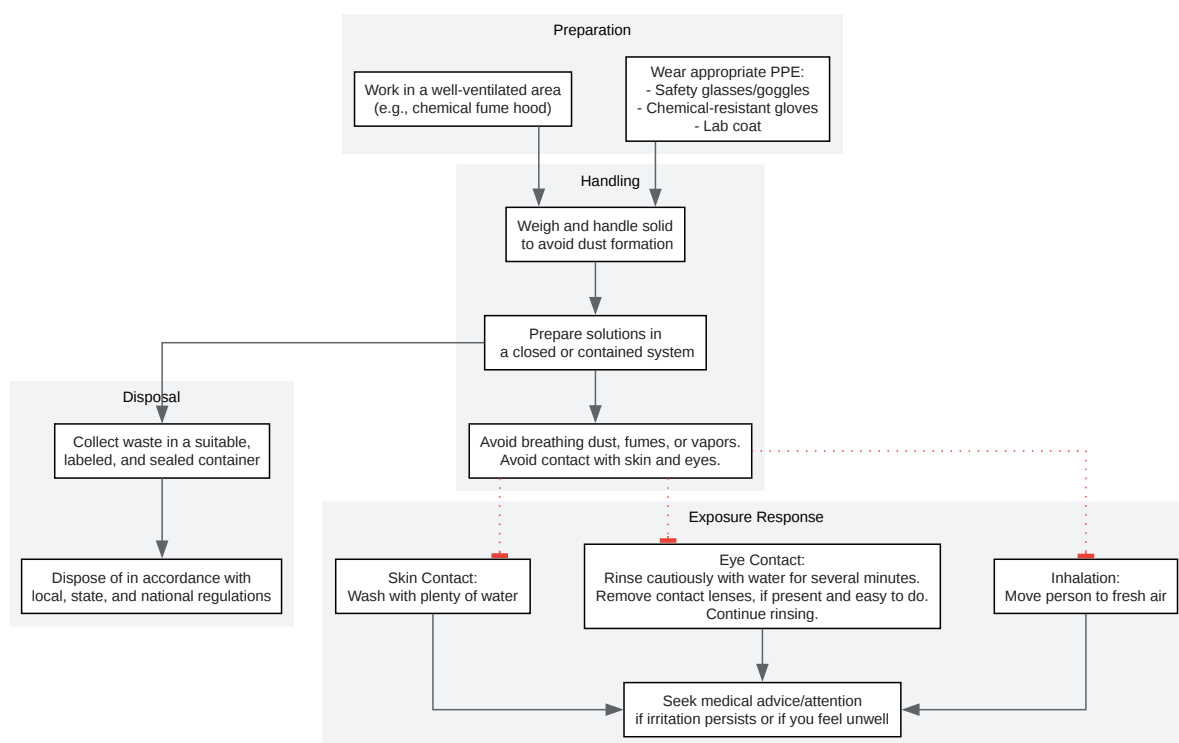 Preparation
Work in a well-ventilated area
(e.g., chemical fume hood)
Wear appropriate PPE:
- Safety glasses/goggles
- Chemical-resistant gloves
- Lab coat
Handling
Weigh and handle solid
to avoid dust formation
Prepare solutions in
a closed or contained system
Avoid breathing dust, fumes, or vapors.
Avoid contact with skin and eyes.
Disposal
Collect waste in a suitable,
labeled, and sealed container
Dispose of in accordance with
local, state, and national regulations
Exposure Response
Skin Contact:
Wash with plenty of water
Eye Contact:
Rinse cautiously with water for several minutes.
Remove contact lenses, if present and easy to do.
Continue rinsing.
Inhalation:
Move person to fresh air
Seek medical advice/attention
if irritation persists or if you feel unwell